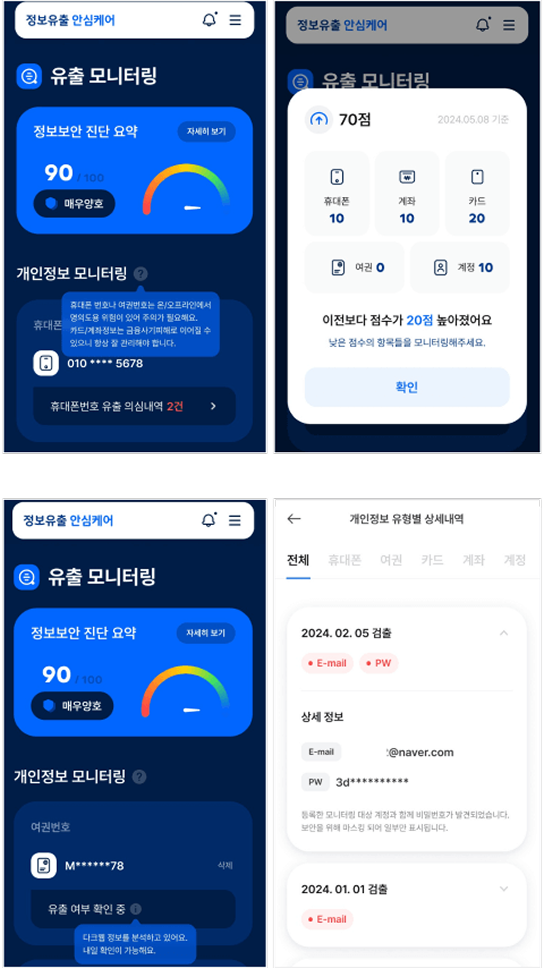 정보유출 안심케어
유출 모니터링
정보보안 진단 요약
자세히 보기
90 / 100
매우양호
개인정보 모니터링 ?
휴대폰 번호나 여권번호는 온/오프라인에서
명의도용 위험이 있어 주의가 필요해요.
카드/계좌정보는 금융사기피해로 이어질 수
있으니 항상 잘 관리해야 합니다.
휴대폰
010 **** 5678
휴대폰번호 유출 의심내역 2건
정보유출 안심케어
유출 모니터링
70점
2024.05.08 기준
휴대폰
10
계좌
10
카드
20
여권 0
계정 10
이전보다 점수가 20점 높아졌어요
낮은 점수의 항목들을 모니터링해주세요.
확인
정보유출 안심케어
유출 모니터링
정보보안 진단 요약
자세히 보기
90 / 100
매우양호
개인정보 모니터링 ?
여권번호
M******78
삭제
유출 여부 확인 중
다크웹 정보를 분석하고 있어요.
내일 확인이 가능해요.
개인정보 유형별 상세내역
전체 휴대폰 여권 카드 계좌 계정
2024. 02. 05 검출
E-mail
PW
상세 정보
E-mail
@naver.com
PW
3d**********
등록한 모니터링 대상 계정과 함께 비밀번호가 발견되었습니다.
보안을 위해 마스킹 되어 일부만 표시됩니다.
2024. 01. 01 검출
E-mail